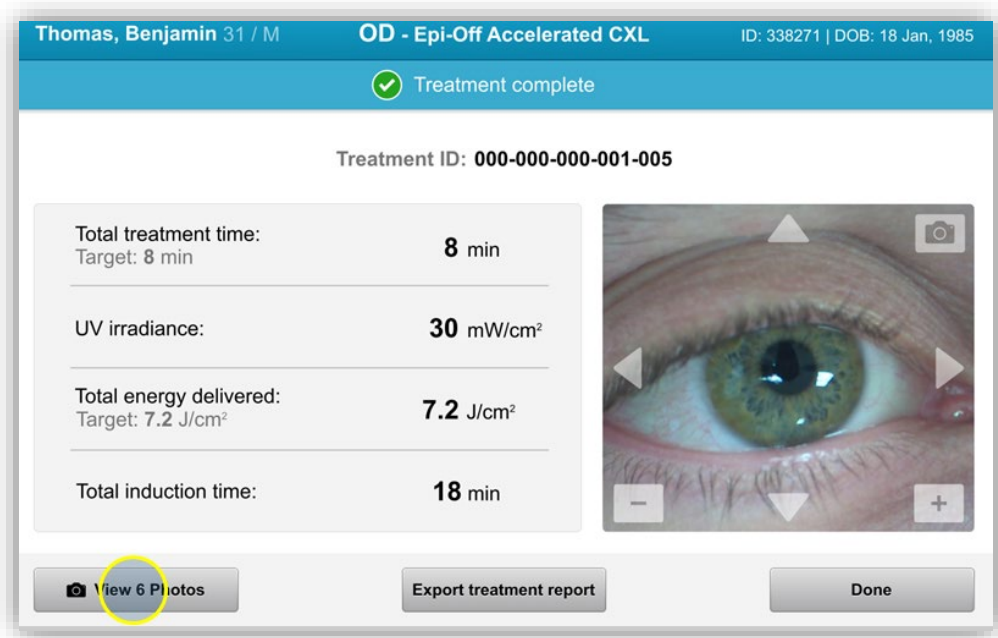 Thomas, Benjamin 31 / M OD - Epi-Off Accelerated CXL ID: 338271 | DOB: 18 Jan, 1985
Treatment complete
Treatment ID: 000-000-000-001-005
Total treatment time: 8 min
Target: 8 min
UV irradiance: 30 mW/cm²
Total energy delivered: 7.2 J/cm²
Target: 7.2 J/cm²
Total induction time: 18 min
- +
View 6 Photos Export treatment report Done